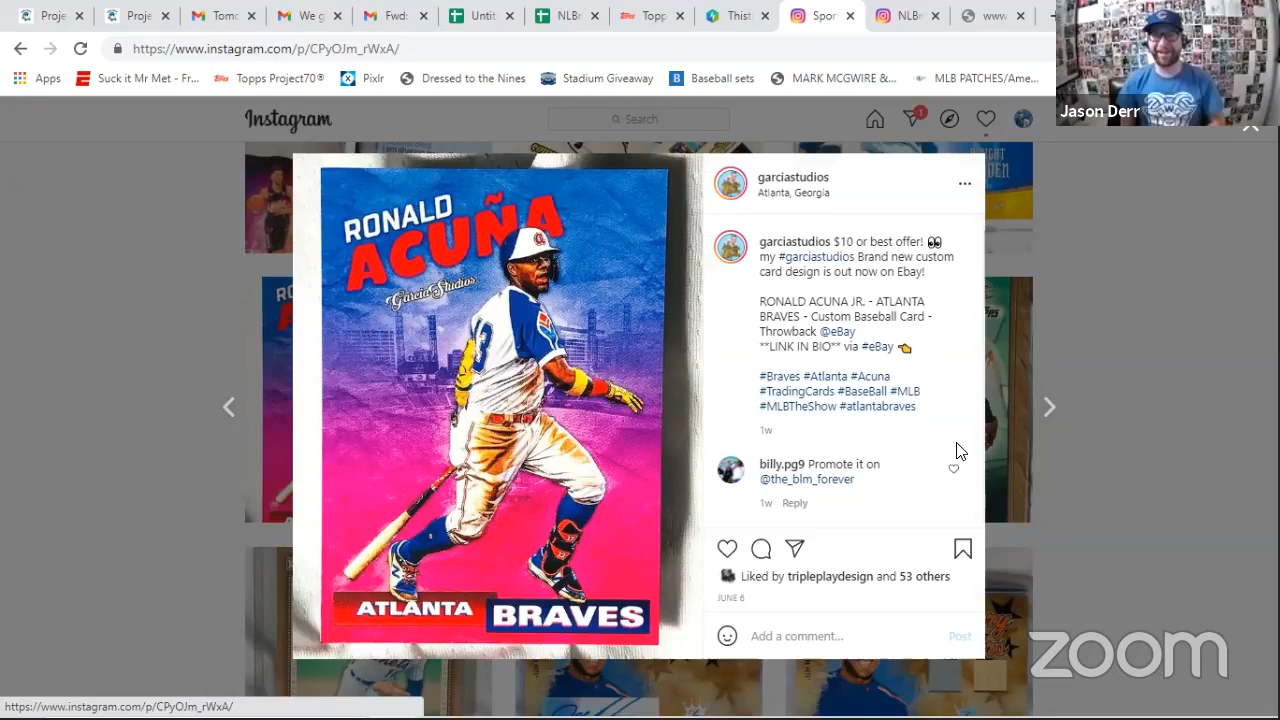 Proje
Proje
Tomo
We g
Fwd:
Untit
NLBr
Topp
Thist
Spor
NLBr
www
https://www.instagram.com/p/CPyOJm_rWxA/
Apps
Suck it Mr Met - Fr...
Topps Project70®
Pixlr
Dressed to the Nines
Stadium Giveaway
Baseball sets
MARK MCGWIRE &...
MLB PATCHES/Ame...
Jason Derr
Instagram
Search
1
RONALD
ACUÑA
Garcia Studios
13
ATLANTA
BRAVES
garciastudios
Atlanta, Georgia
garciastudios $10 or best offer! 👀
my #garciastudios Brand new custom
card design is out now on Ebay!
RONALD ACUNA JR. - ATLANTA
BRAVES - Custom Baseball Card -
Throwback @eBay
**LINK IN BIO** via #eBay 👈
#Braves #Atlanta #Acuna
#TradingCards #BaseBall #MLB
#MLBTheShow #atlantabraves
1w
billy.pg9 Promote it on
@the_blm_forever
1w Reply
Liked by tripleplaydesign and 53 others
JUNE 6
Add a comment...
Post
zoom
https://www.instagram.com/p/CPyOJm_rWxA/